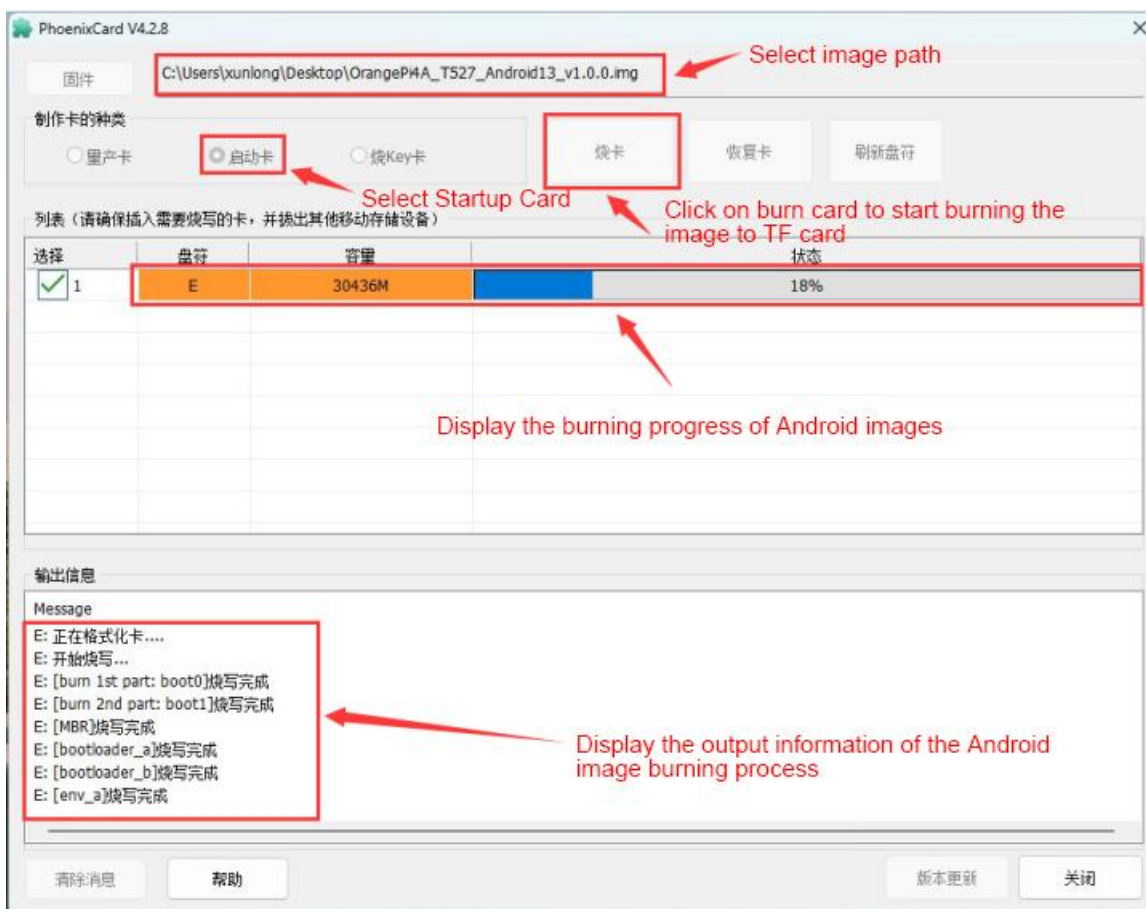 PhoenixCard V4.2.8
固件
C:\Users\xunlong\Desktop\OrangePi4A_T527_Android13_v1.0.0.img
Select image path
制作卡的种类
量产卡
启动卡
烧Key卡
烧卡
恢复卡
刷新盘符
Select Startup Card
Click on burn card to start burning the
image to TF card
列表（请确保插入需要烧写的卡，并拔出其他移动存储设备）
选择 盘符 容量 状态
1 E 30436M 18%
Display the burning progress of Android images
输出信息
Message
E: 正在格式化卡....
E: 开始烧写...
E: [burn 1st part: boot0]烧写完成
E: [burn 2nd part: boot1]烧写完成
E: [MBR]烧写完成
E: [bootloader_a]烧写完成
E: [bootloader_b]烧写完成
E: [env_a]烧写完成
Display the output information of the Android
image burning process
清除消息
帮助
版本更新
关闭